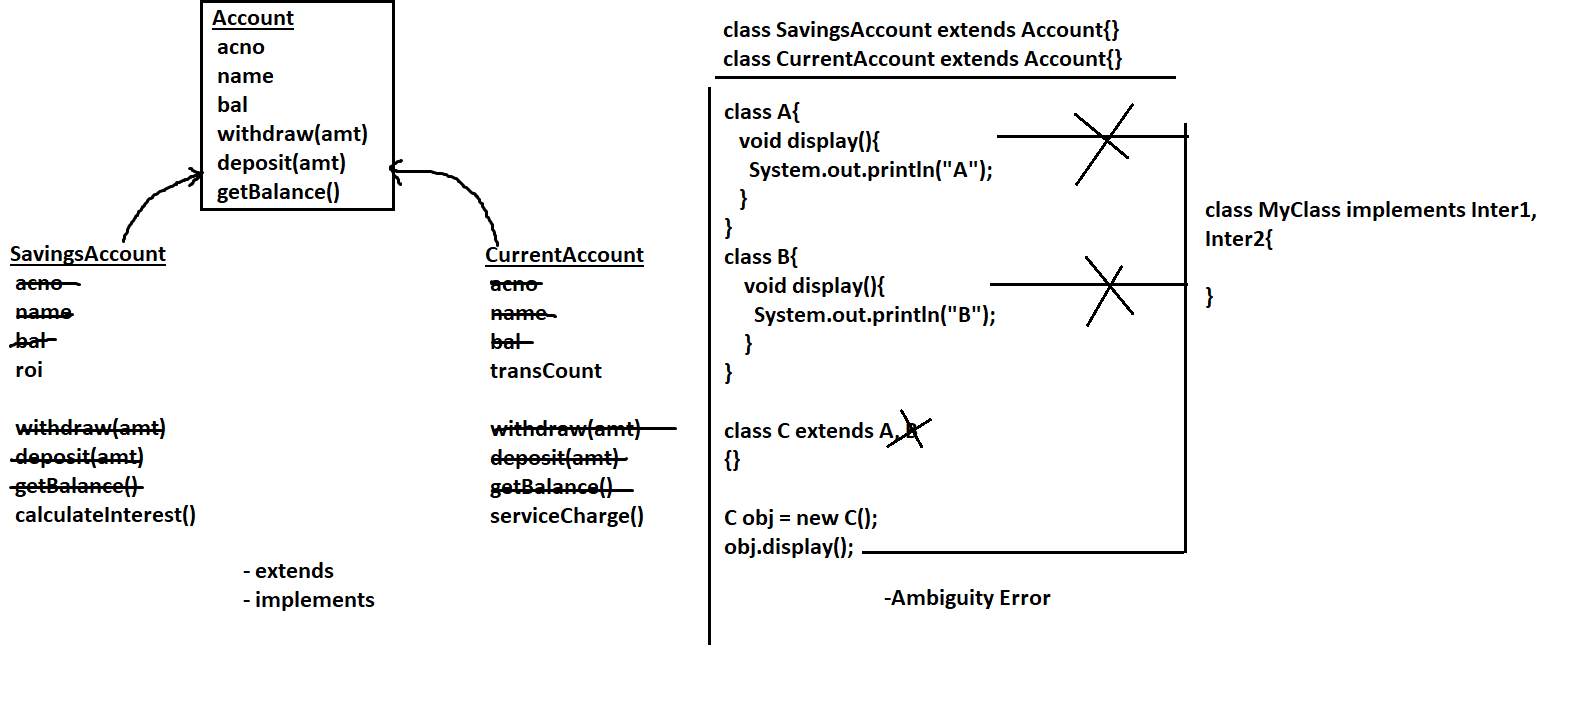 Account
acno
name
bal
withdraw(amt)
deposit(amt)
getBalance()
SavingsAccount
acno
name
bal
roi
withdraw(amt)
deposit(amt)
getBalance()
calculateInterest()
CurrentAccount
acno
name
bal
transCount
withdraw(amt)
deposit(amt)
getBalance()
serviceCharge()
- extends
- implements
class SavingsAccount extends Account{}
class CurrentAccount extends Account{}
class A{
void display(){
System.out.println("A");
}
}
class B{
void display(){
System.out.println("B");
}
}
class C extends A, B
{}
C obj = new C();
obj.display();
-Ambiguity Error
class MyClass implements Inter1,
Inter2{
}